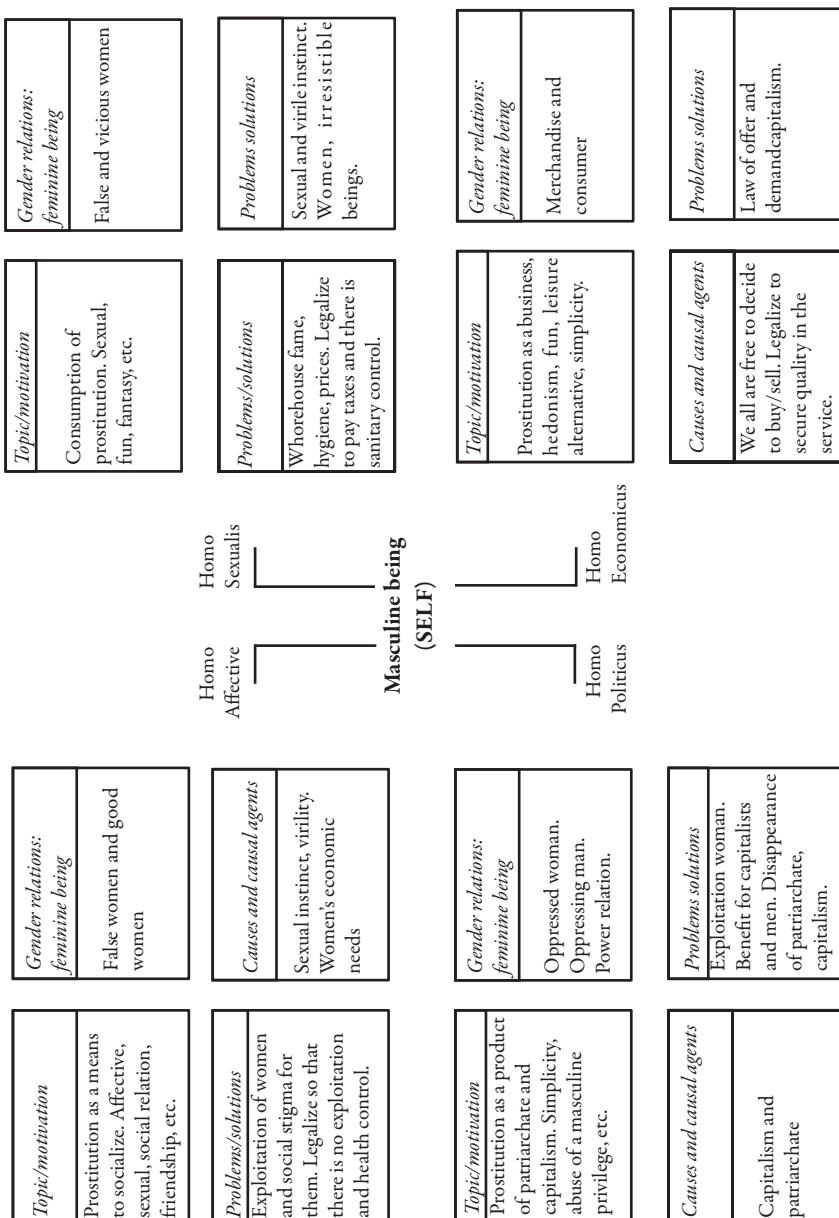 Topic/motivation
Prostitution as a means
to socialize. Affective,
sexual, social relation,
friendship, etc.
Gender relations:
feminine being
False women and good
women
Problems/solutions
Exploitation of women
and social stigma for
them. Legalize so that
there is no exploitation
and health control.
Causes and causal agents
Sexual instinct, virility.
Women's economic
needs
Topic/motivation
Consumption of
prostitution. Sexual,
fun, fantasy, etc.
Gender relations:
feminine being
False and vicious women
Problems/solutions
Whorehouse fame,
hygiene, prices. Legalize
to pay taxes and there is
sanitary control.
Problems solutions
Sexual and virile instinct.
Women, irresistible
beings.
Homo
Affective
Homo
Sexualis
Masculine being
(SELF)
Homo
Politicus
Homo
Economicus
Topic/motivation
Prostitution as a product
of patriarchate and
capitalism. Simplicity,
abuse of a masculine
privilege, etc.
Gender relations:
feminine being
Oppressed woman.
Oppressing man.
Power relation.
Causes and causal agents
Capitalism and
patriarchate
Problems solutions
Exploitation woman.
Benefit for capitalists
and men. Disappearance
of patriarchate,
capitalism.
Topic/motivation
Prostitution as a business,
hedonism, fun, leisure
alternative, simplicity.
Gender relations:
feminine being
Merchandise and
consumer
Causes and causal agents
We all are free to decide
to buy/sell. Legalize to
secure quality in the
service.
Problems solutions
Law of offer and
demandcapitalism.